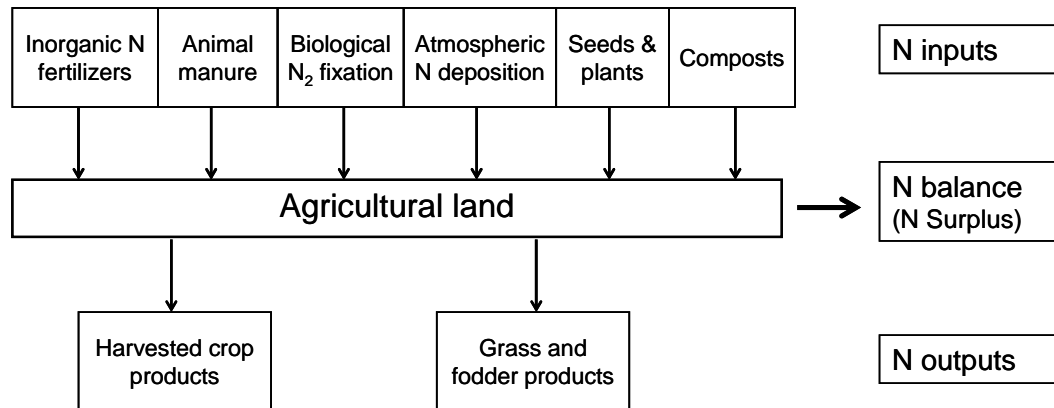 Inorganic N
fertilizers
Animal
manure
Biological
N₂ fixation
Atmospheric
N deposition
Seeds &
plants
Composts
N inputs
Agricultural land
N balance
(N Surplus)
Harvested crop
products
Grass and
fodder products
N outputs